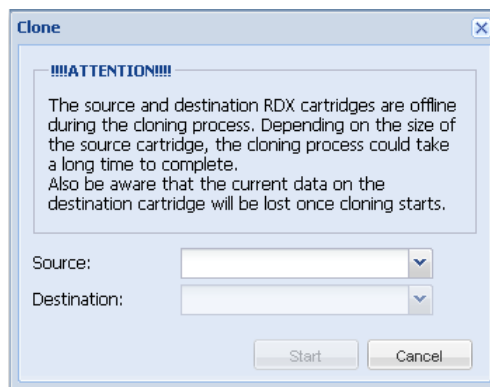 Clone
!!!!ATTENTION!!!!
The source and destination RDX cartridges are offline
during the cloning process. Depending on the size of
the source cartridge, the cloning process could take
a long time to complete.
Also be aware that the current data on the
destination cartridge will be lost once cloning starts.
Source:
Destination:
Start Cancel